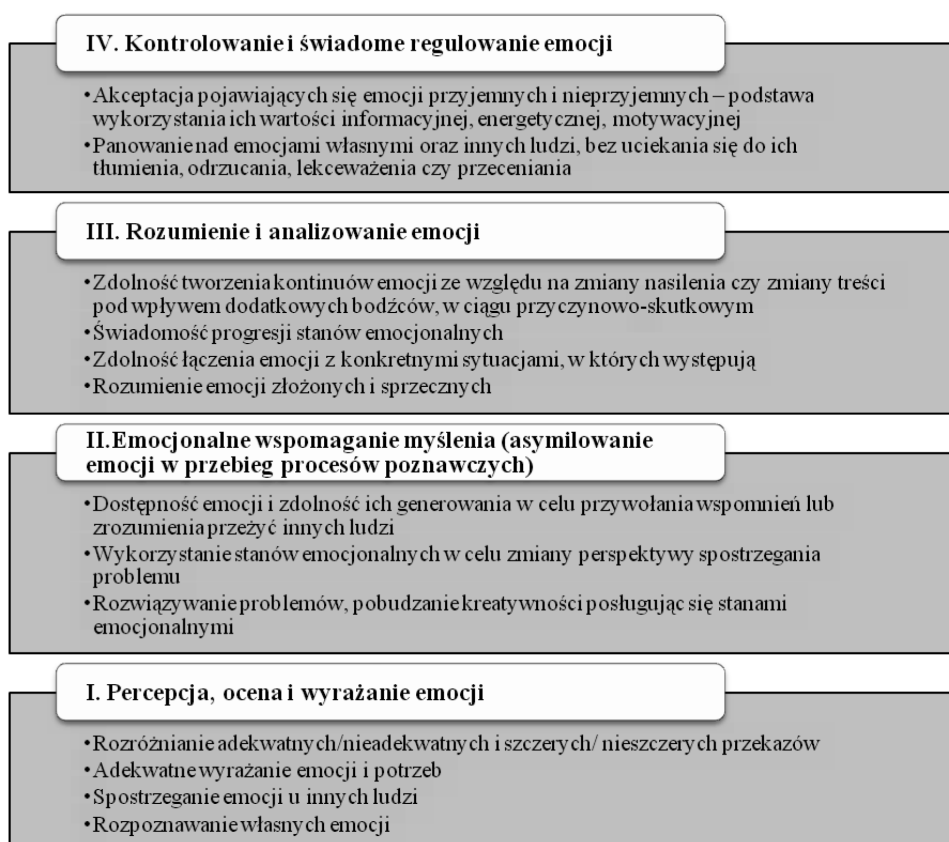 IV. Kontrolowanie i świadome regulowanie emocji
•Akceptacja pojawiających się emocji przyjemnych i nieprzyjemnych – podstawa
wykorzystania ich wartości informacyjnej, energetycznej, motywacyjnej
•Panowanie nad emocjami własnymi oraz innych ludzi, bez uciekania się do ich
tłumienia, odrzucania, lekceważenia czy przeceniania
III. Rozumienie i analizowanie emocji
•Zdolność tworzenia kontinuów emocji ze względu na zmiany nasilenia czy zmiany treści
pod wpływem dodatkowych bodźców, w ciągu przyczynowo-skutkowym
•Świadomość progresji stanów emocjonalnych
•Zdolność łączenia emocji z konkretnymi sytuacjami, w których występują
•Rozumienie emocji złożonych i sprzecznych
II.Emocjonalne wspomaganie myślenia (asymilowanie
emocji w przebieg procesów poznawczych)
•Dostępność emocji i zdolność ich generowania w celu przywołania wspomnień lub
zrozumienia przeżyć innych ludzi
•Wykorzystanie stanów emocjonalnych w celu zmiany perspektywy spostrzegania
problemu
•Rozwiązywanie problemów, pobudzanie kreatywności posługując się stanami
emocjonalnymi
I. Percepcja, ocena i wyrażanie emocji
•Rozróżnianie adekwatnych/nieadekwatnych i szczerych/ nieszczerych przekazów
•Adekwatne wyrażanie emocji i potrzeb
•Spostrzeganie emocji u innych ludzi
•Rozpoznawanie własnych emocji